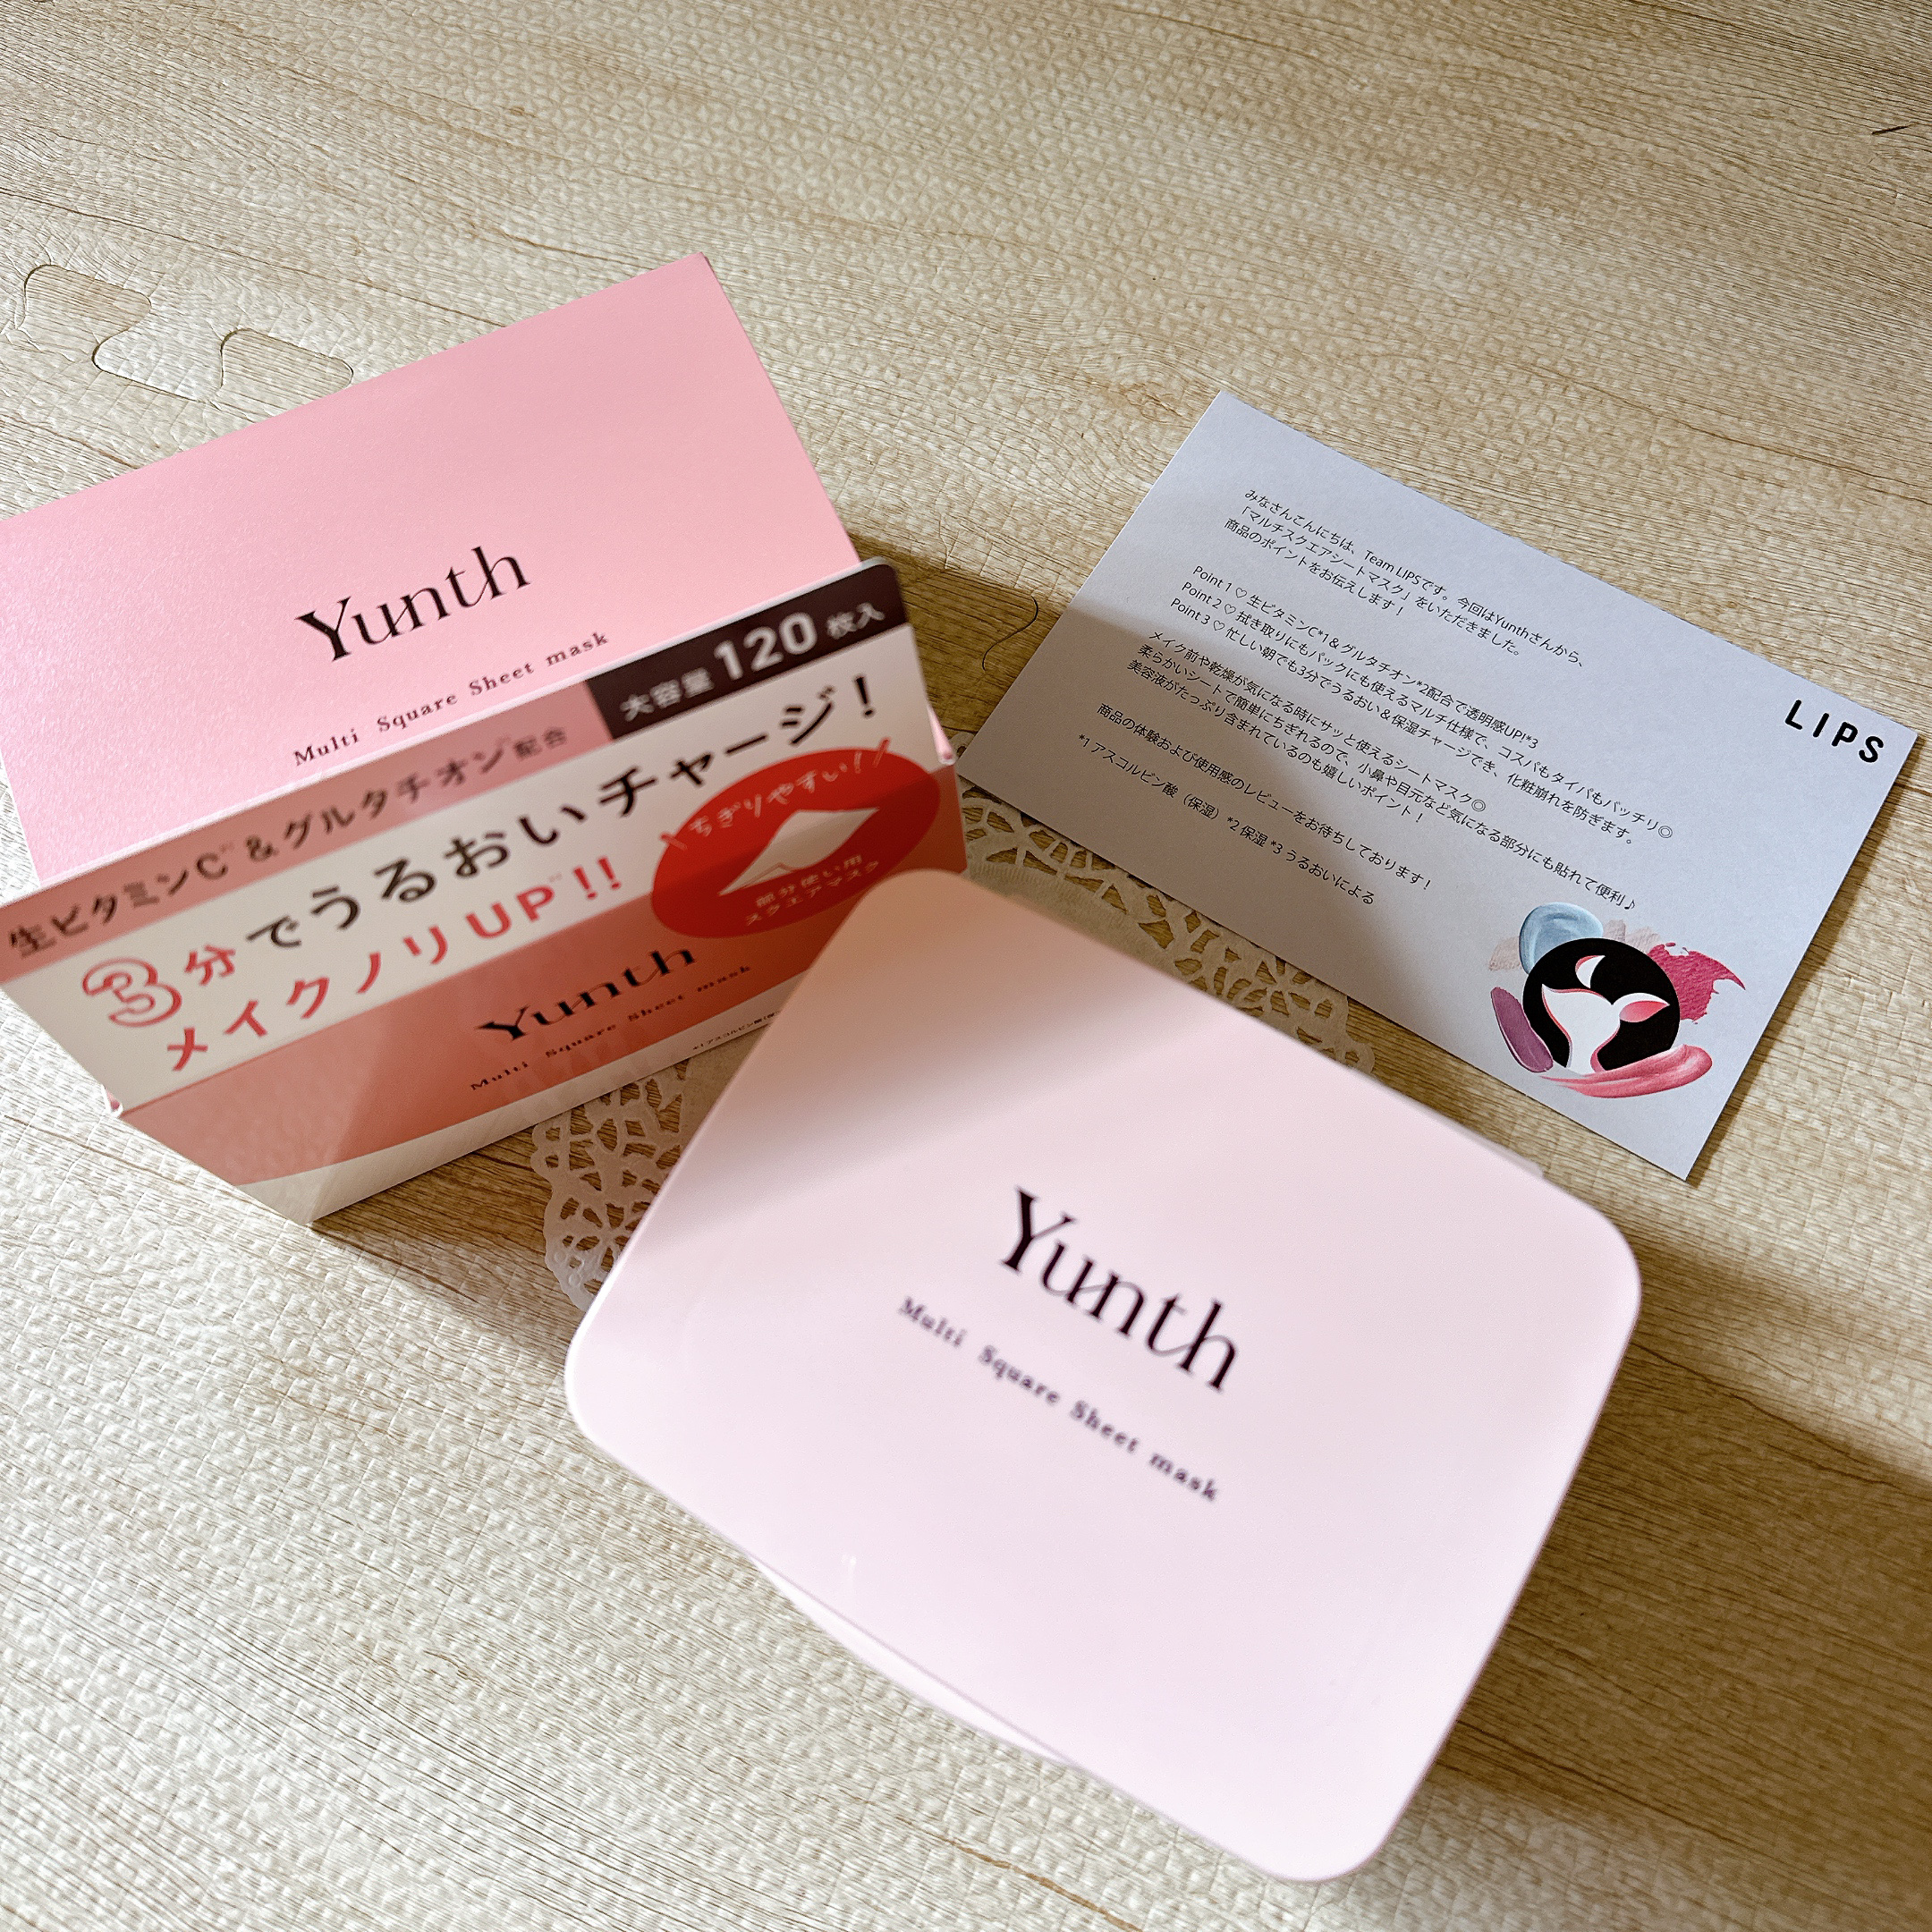 Yunth
Multi Square Sheet mask
大容量 120 枚入
生ビタミンC*1&グルタチオン*2配合
3分でうるおいチャージ!
メイクノリUP*3!!
ちぎりやすい!
部分使い用
スクエアマスク
Yunth
Multi Square Sheet mask
みなさんこんにちは、Team LIPSです。今回はYunthさんから、
「マルチスクエアシートマスク」をいただきました。
商品のポイントをお伝えします!
Point 1♡生ビタミンC*1&グルタチオン*2配合で透明感UP!*3
Point 2♡拭き取りにもパックにも使えるマルチ仕様で、コスパもタイパもバッチリ◎
Point 3♡忙しい朝でも3分でうるおい&保湿チャージでき、化粧崩れを防ぎます。
メイク前や乾燥が気になる時にサッと使えるシートマスク◎
柔らかいシートで簡単にちぎれるので、小鼻や目元など気になる部分にも貼れて便利♪
美容液がたっぷり含まれているのも嬉しいポイント!
商品の体験および使用感のレビューをお待ちしております!
*1 アスコルビン酸(保湿) *2 保湿 *3 うるおいによる
LIPS
Yunth
Multi Square Sheet mask